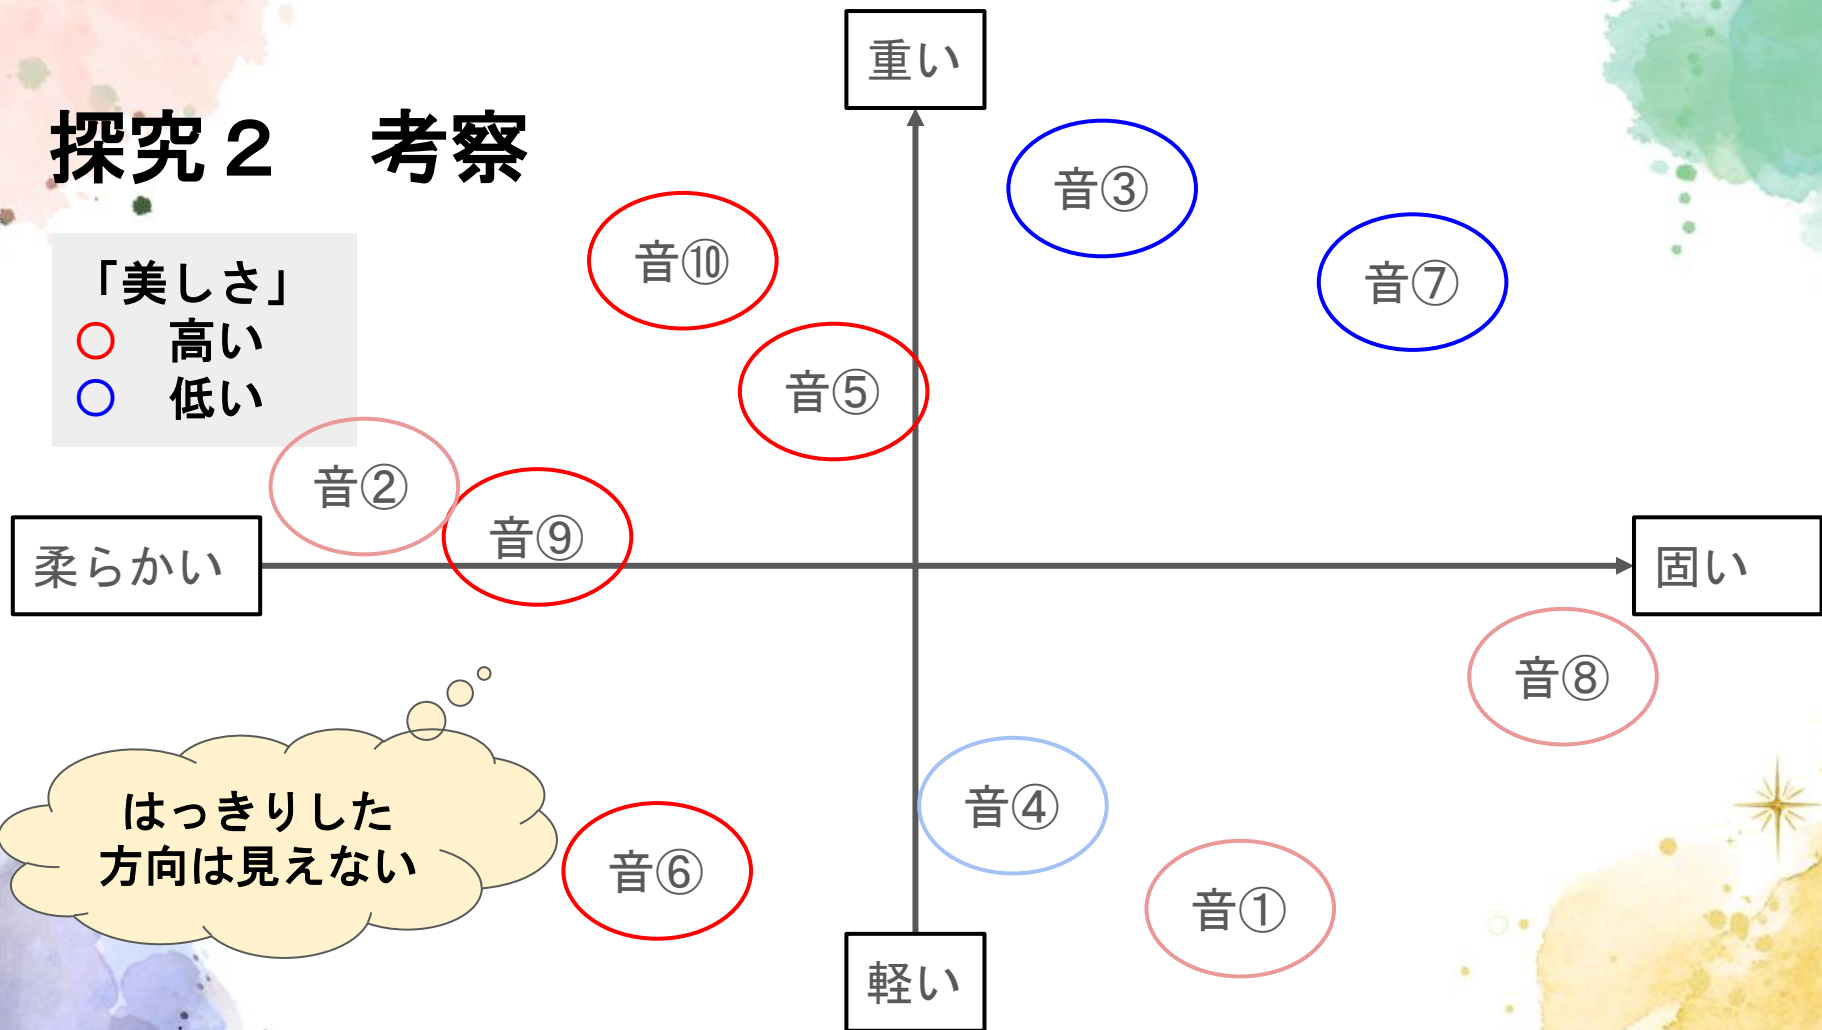 重い
探究２　考察
音③
音⑩
音⑦
「美しさ」
○　高い
○　低い
音⑤
音②
音⑨
柔らかい
固い
音⑧
はっきりした
方向は見えない
音④
音⑥
音①
軽い